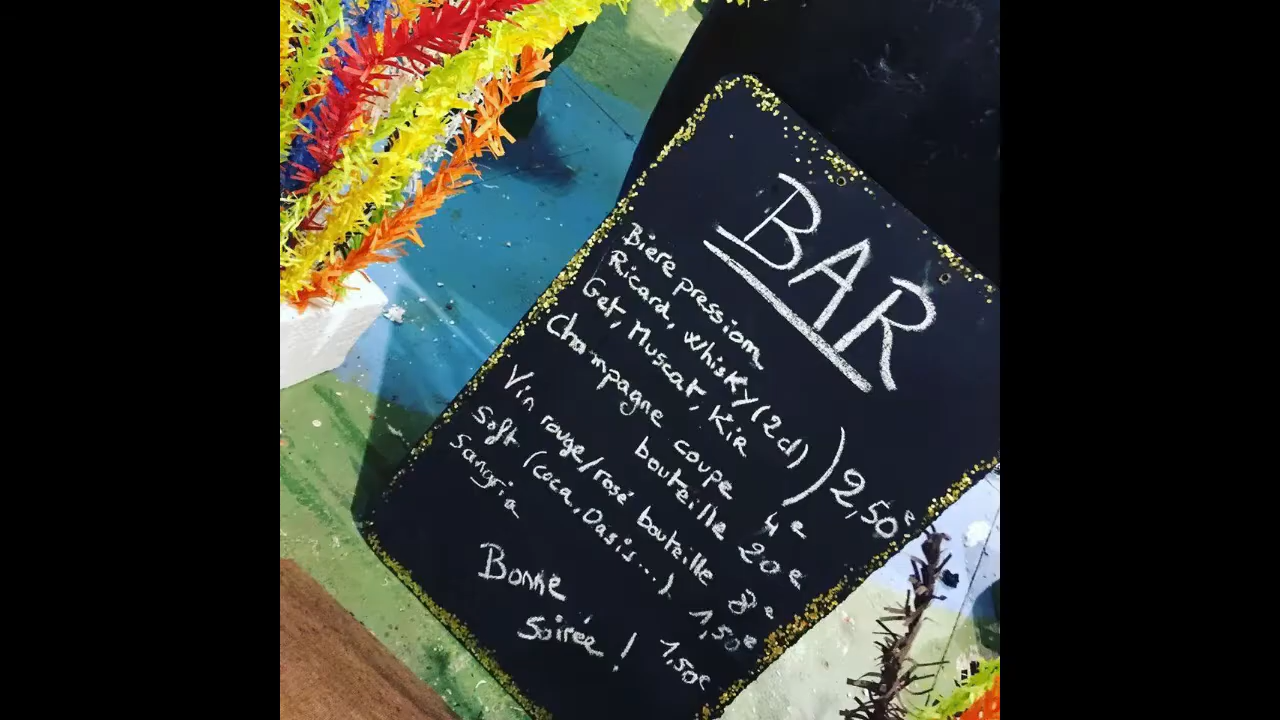 BAR
Bière pression
Ricard, whisky (2cl)
Get, Muscat, Kir ) 2,50€
Champagne coupe 4€
bouteille 20€
Vin rouge/rosé bouteille 8€
Soft (coca, Oasis...) 1,50€
Sangria 1,50€
Bonne
Soirée !